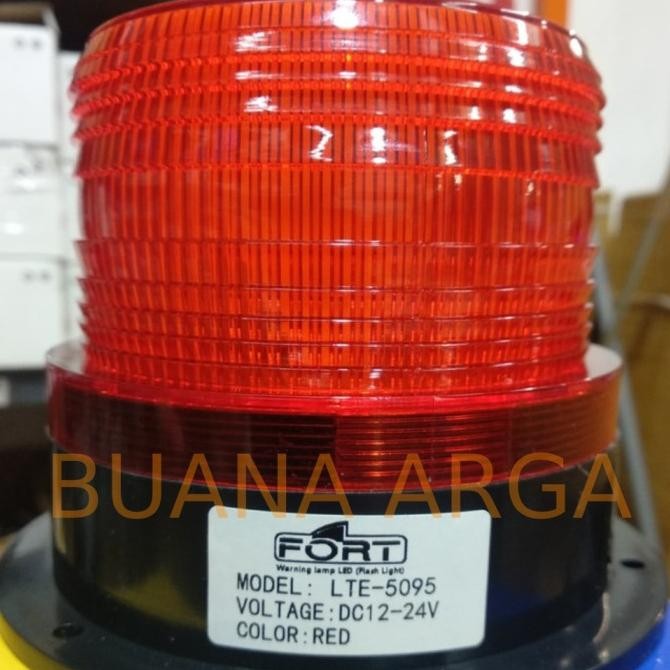 BUANA ARGA
FORT
Warning lamp LED (Flash Light)
MODEL: LTE-5095
VOLTAGE:DC12-24V
COLOR:RED